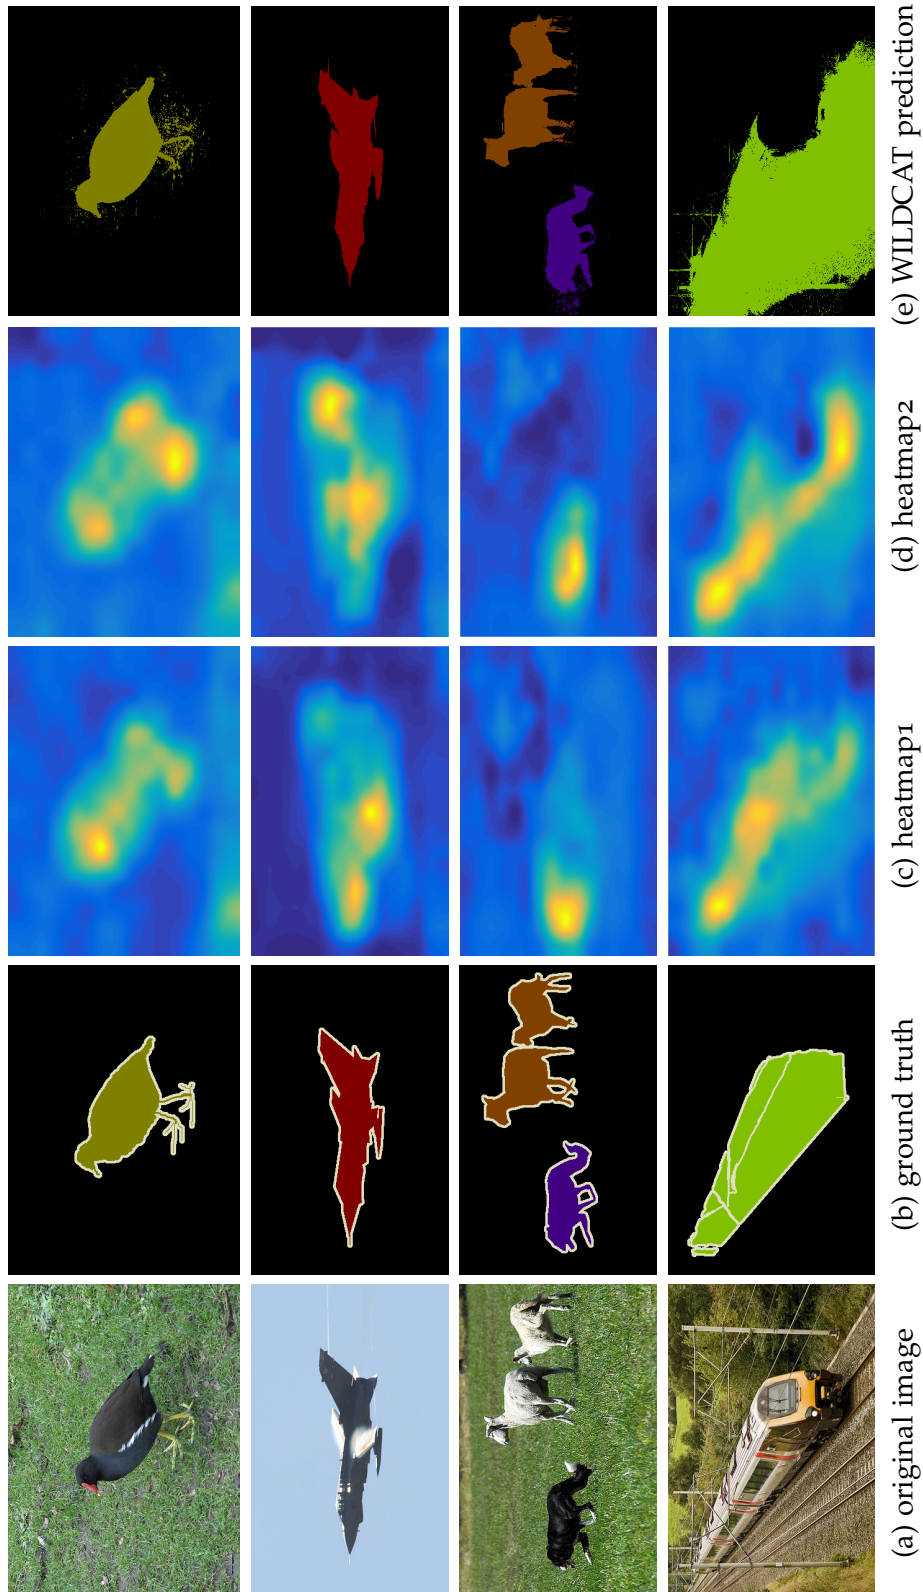 (a) original image
(b) ground truth
(c) heatmap1
(d) heatmap2
(e) WILDCAT prediction